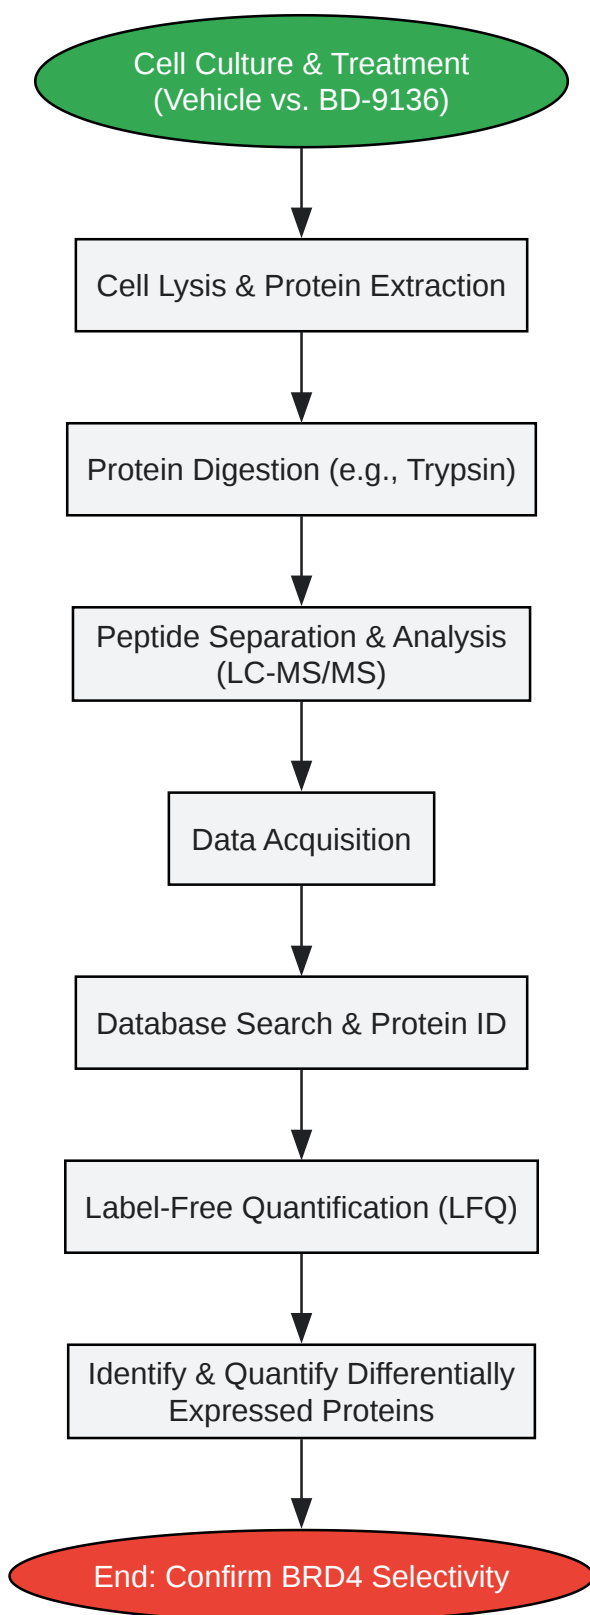 Cell Culture & Treatment
(Vehicle vs. BD-9136)
Cell Lysis & Protein Extraction
Protein Digestion (e.g., Trypsin)
Peptide Separation & Analysis
(LC-MS/MS)
Data Acquisition
Database Search & Protein ID
Label-Free Quantification (LFQ)
Identify & Quantify Differentially
Expressed Proteins
End: Confirm BRD4 Selectivity